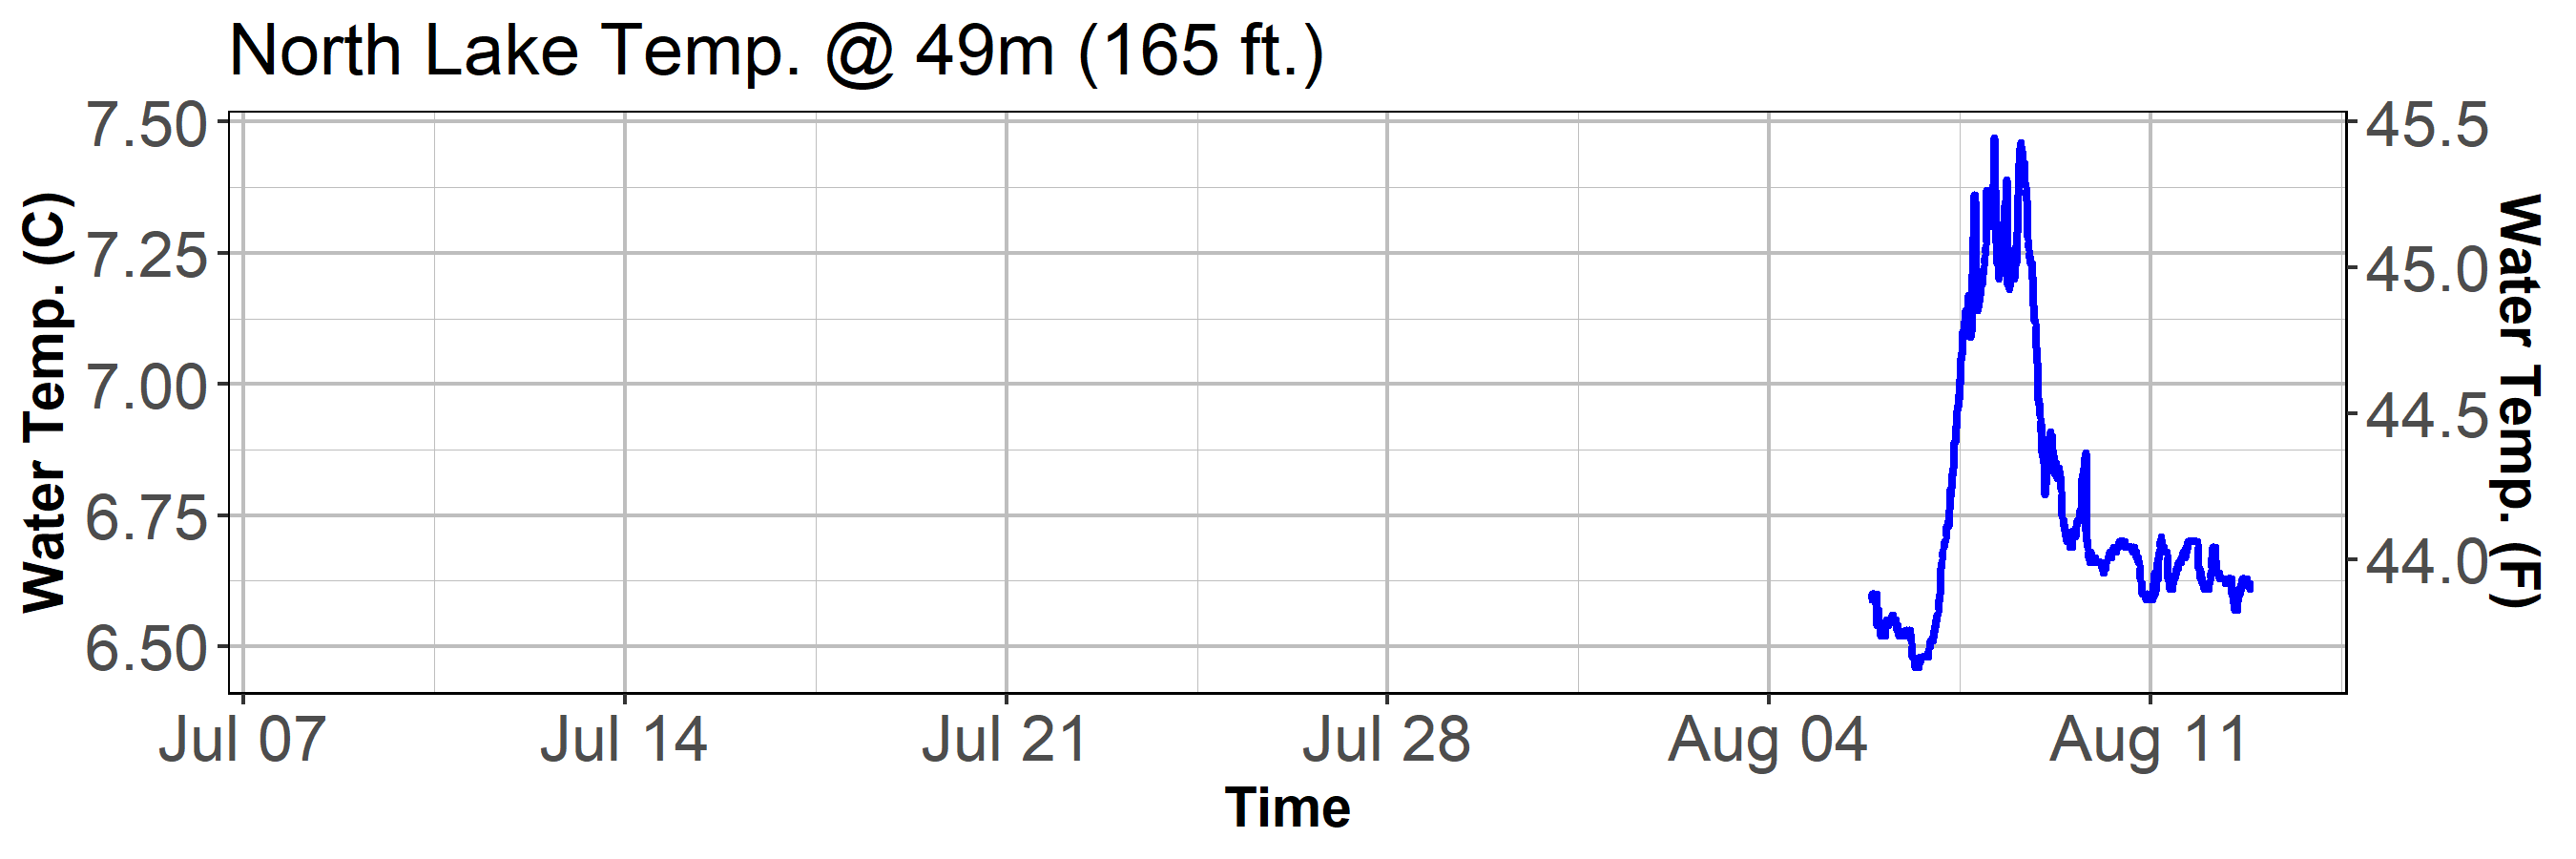 North Lake Temp. @ 49m (165 ft.)
Water Temp. (C)
7.50
7.25
7.00
6.75
6.50
45.5
45.0
44.5
44.0
Water Temp. (F)
Jul 07 Jul 14 Jul 21 Jul 28 Aug 04 Aug 11
Time